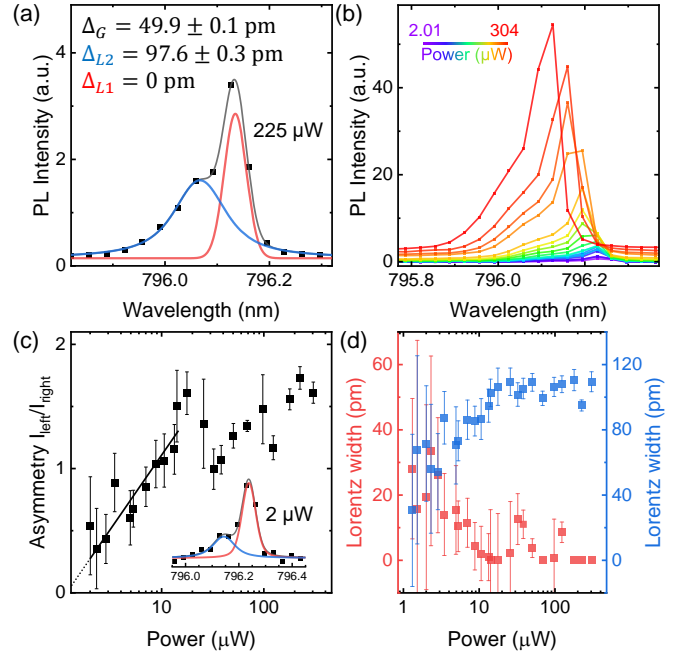 (a)
Δ_G = 49.9 ± 0.1 pm
Δ_L2 = 97.6 ± 0.3 pm
Δ_L1 = 0 pm
225 µW
PL Intensity (a.u.)
0
2
4
796.0
796.2
Wavelength (nm)
(b)
2.01
304
Power (µW)
PL Intensity (a.u.)
0
20
40
795.8
796.0
796.2
Wavelength (nm)
(c)
Asymmetry I_left/I_right
0
1
2
2 µW
796.0
796.2
796.4
10
100
Power (µW)
(d)
Lorentz width (pm)
0
20
40
60
Lorentz width (pm)
0
40
80
120
1
10
100
Power (µW)